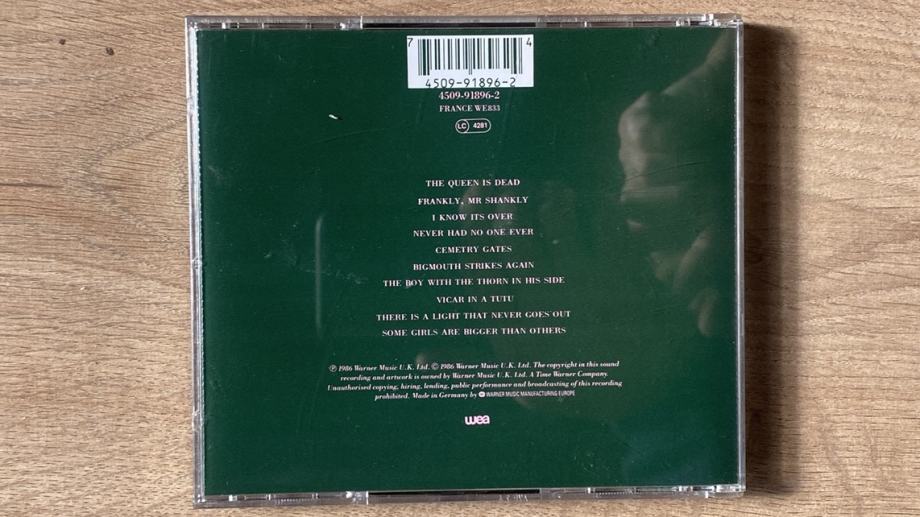 7 4
4509-91896-2
4509-91896-2
FRANCE WE833
LC 4281
THE QUEEN IS DEAD
FRANKLY, MR SHANKLY
I KNOW ITS OVER
NEVER HAD NO ONE EVER
CEMETRY GATES
BIGMOUTH STRIKES AGAIN
THE BOY WITH THE THORN IN HIS SIDE
VICAR IN A TUTU
THERE IS A LIGHT THAT NEVER GOES OUT
SOME GIRLS ARE BIGGER THAN OTHERS
℗ 1986 Warner Music U.K. Ltd. © 1986 Warner Music U.K. Ltd. The copyright in this sound
recording and artwork is owned by Warner Music U.K. Ltd. A Time Warner Company.
Unauthorised copying, hiring, lending, public performance and broadcasting of this recording
prohibited. Made in Germany by WARNER MUSIC MANUFACTURING EUROPE
wea